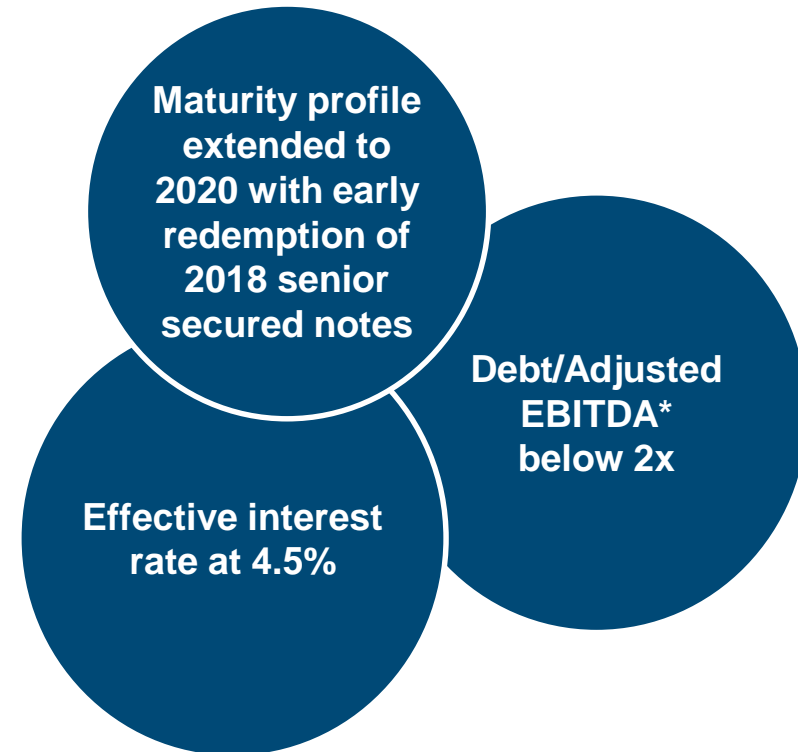 Maturity profile
extended to
2020 with early
redemption of
2018 senior
secured notes
Debt/Adjusted
EBITDA*
below 2x
Effective interest
rate at 4.5%